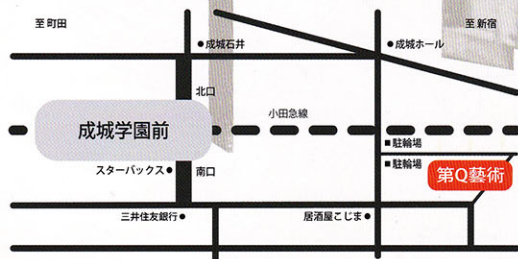 至町田
至新宿
●成城石井
●成城ホール
北口
小田急線
成城学園前
■駐輪場
スターバックス●
南口
■駐輪場
第Q藝術
三井住友銀行●
居酒屋こじま●